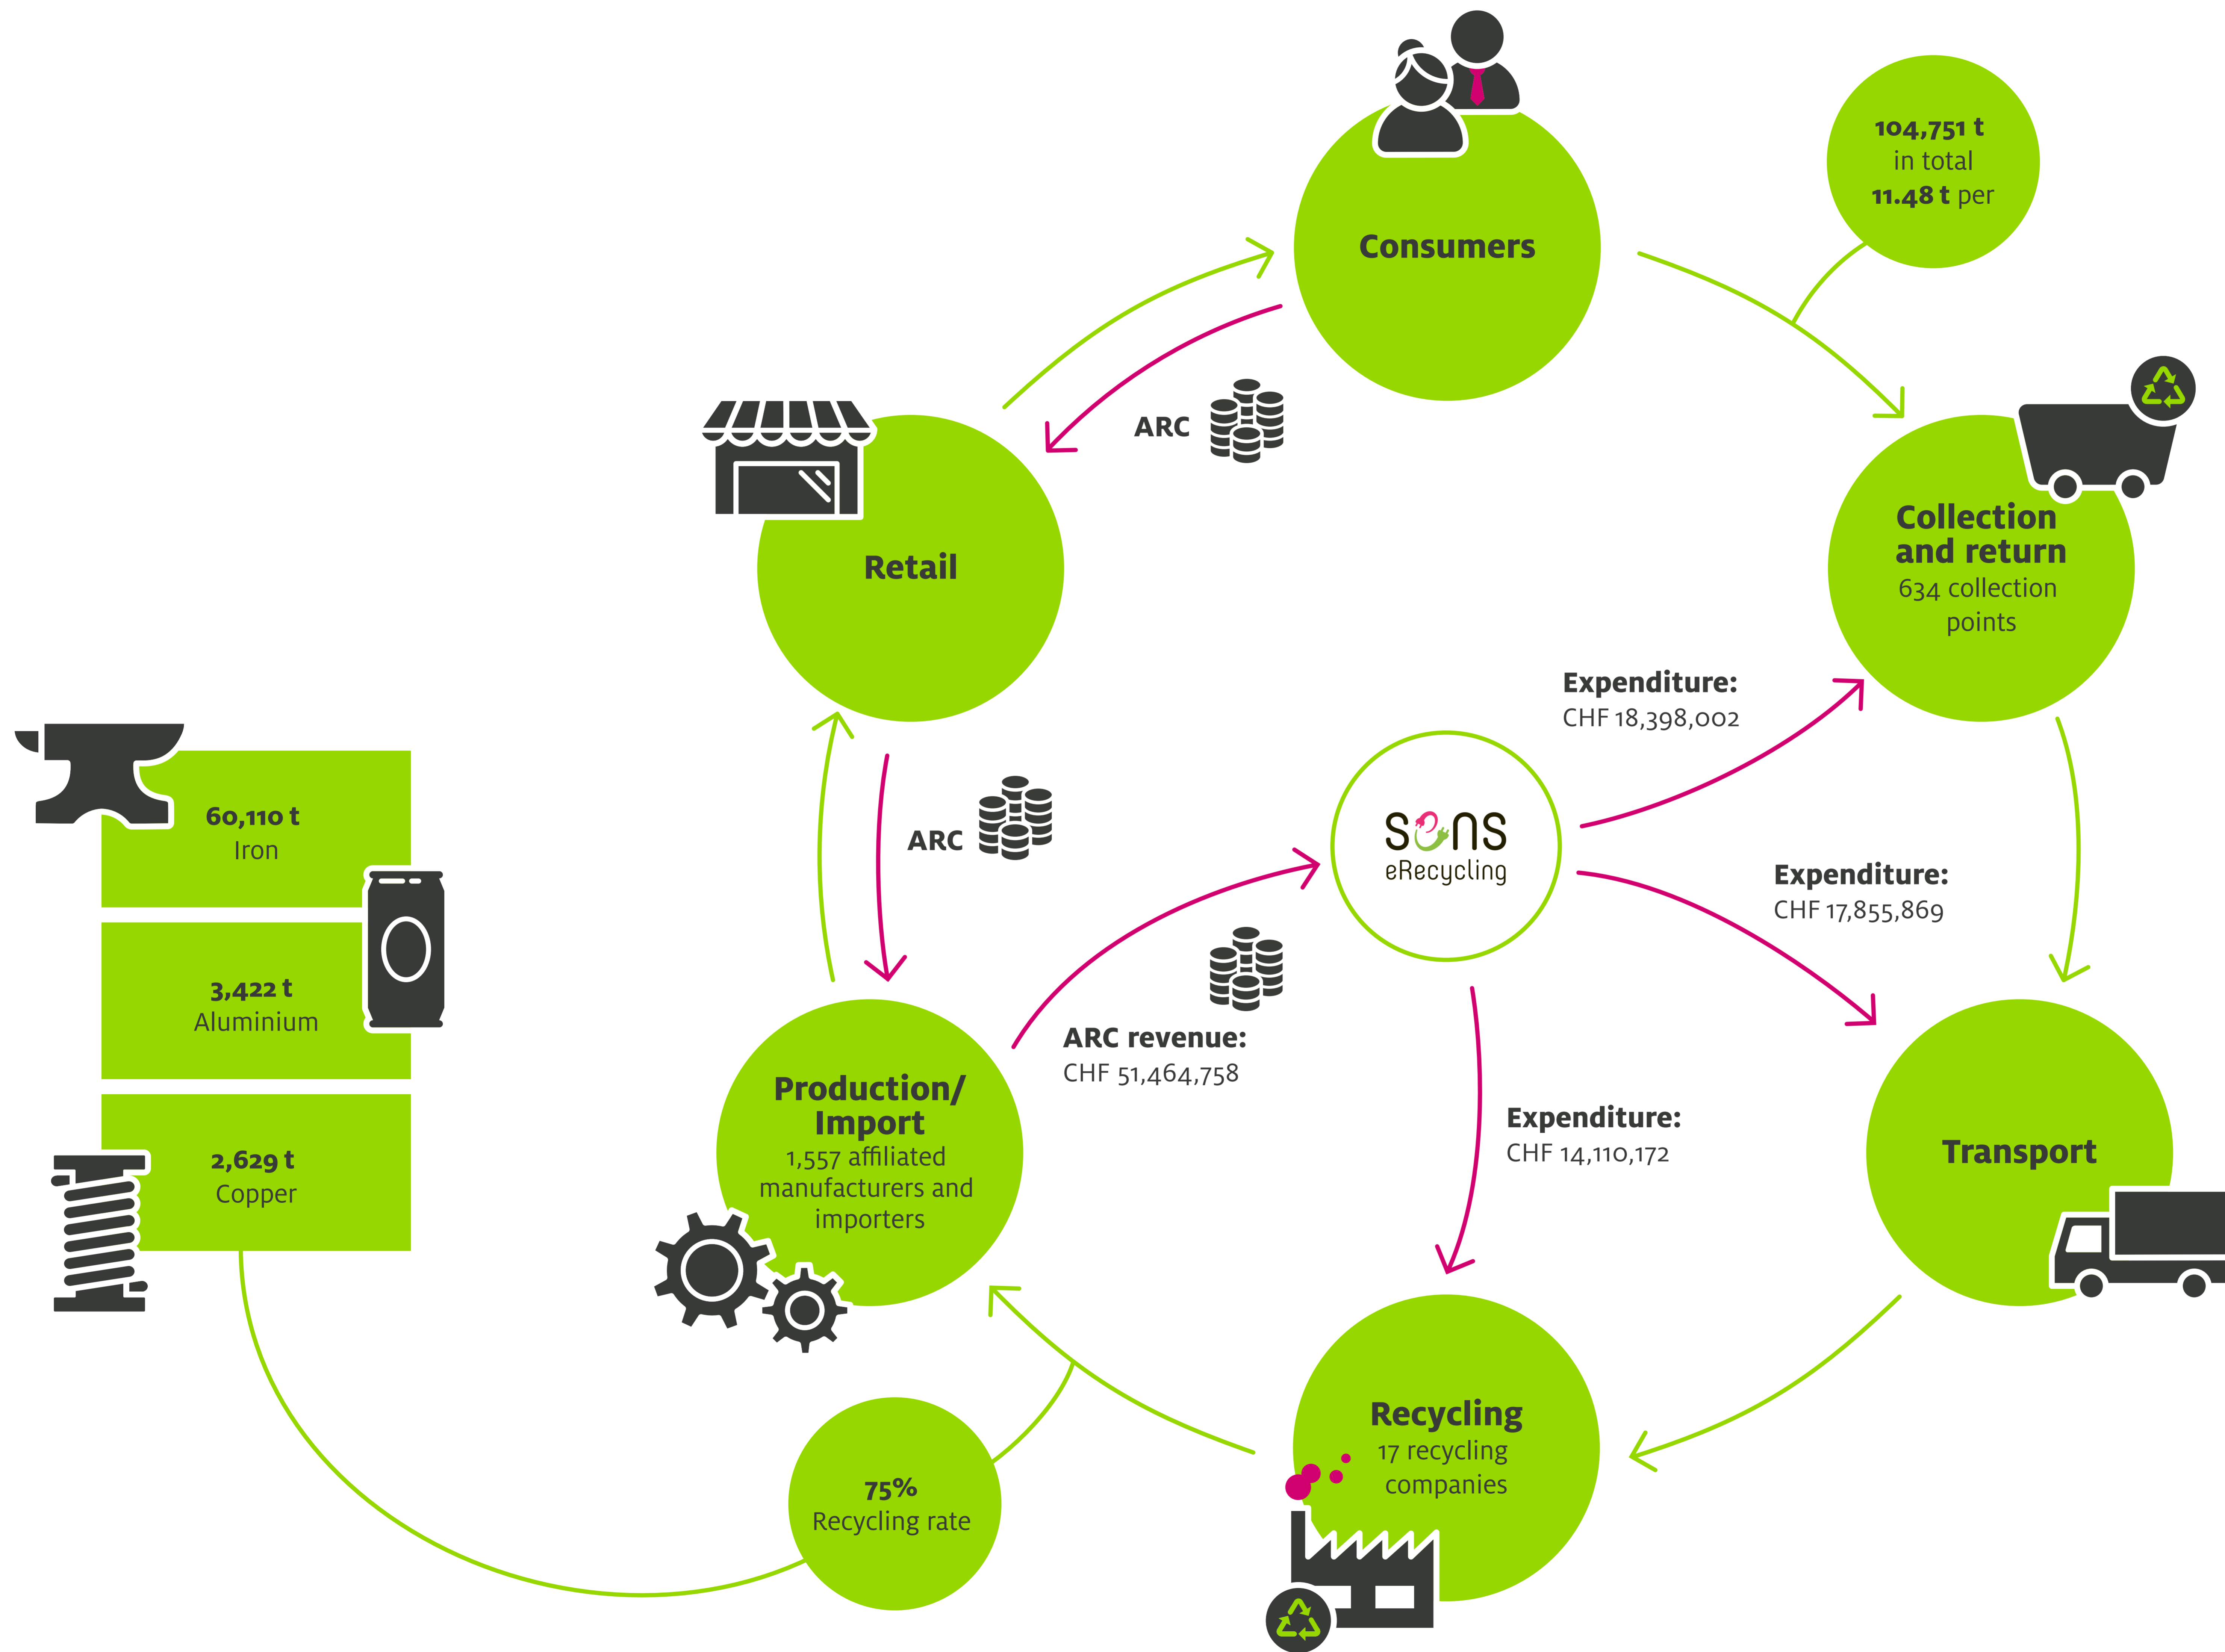 104,751 t
in total
11.48 t per
Consumers
ARC
Collection
and return
634 collection
points
Retail
Expenditure:
CHF 18,398,002
60,110 t
Iron
ARC
SENS
eRecycling
Expenditure:
CHF 17,855,869
3,422 t
Aluminium
ARC revenue:
CHF 51,464,758
Production/
Import
1,557 affiliated
manufacturers and
importers
Expenditure:
CHF 14,110,172
Transport
2,629 t
Copper
Recycling
17 recycling
companies
75%
Recycling rate